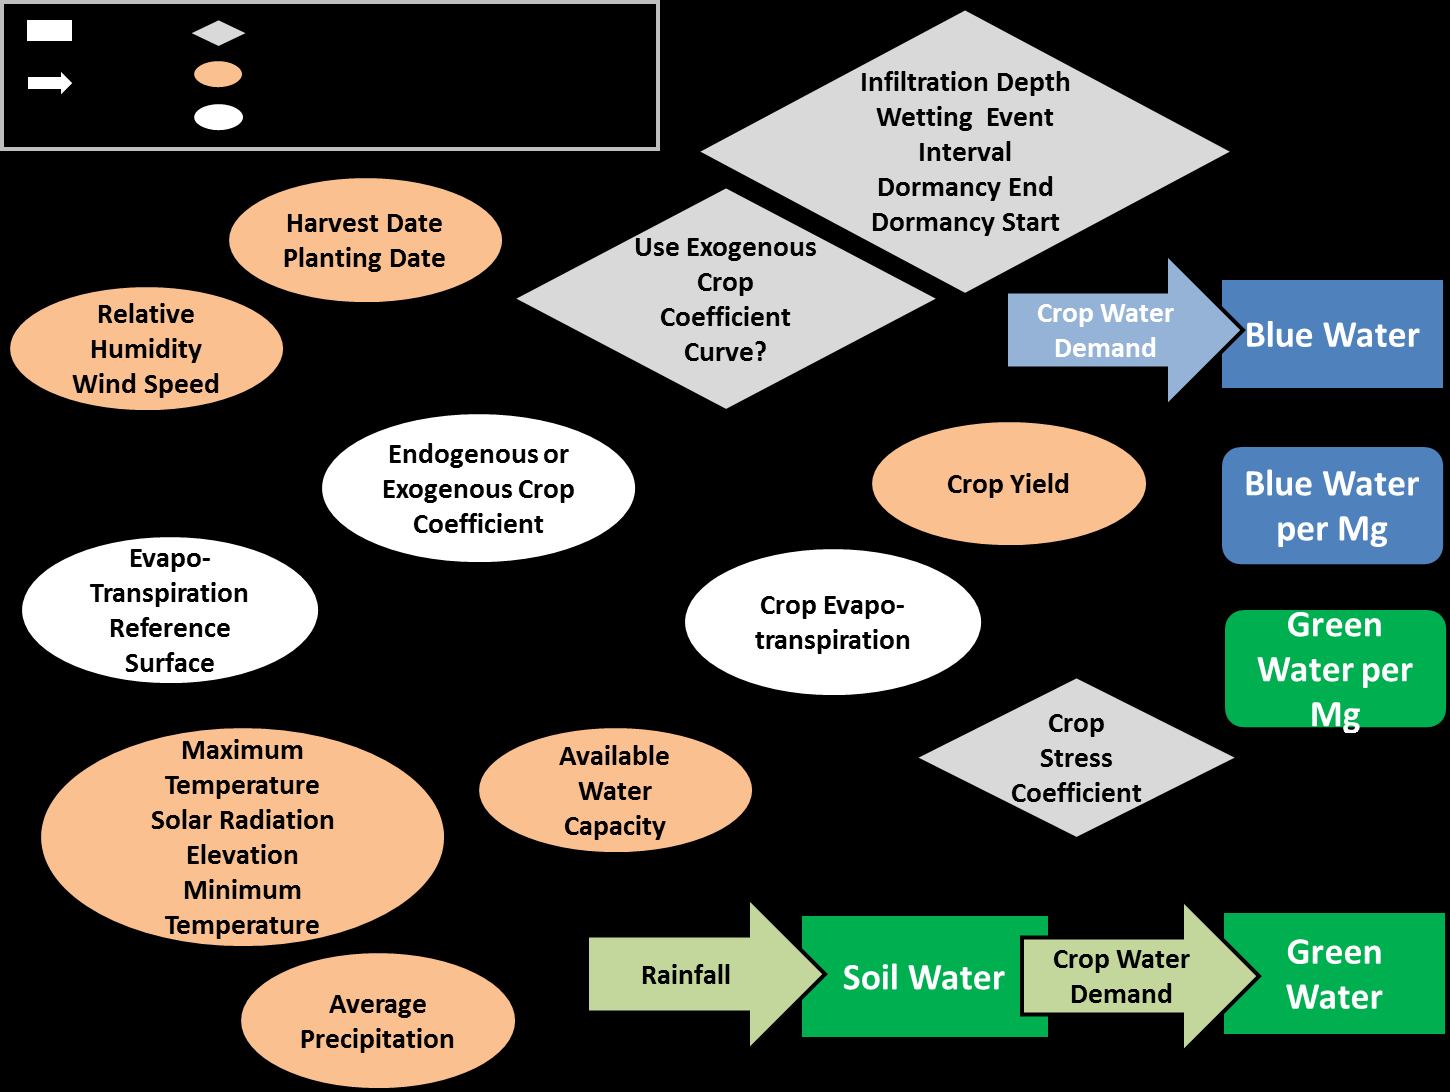 Infiltration Depth
Wetting Event
Interval
Dormancy End
Dormancy Start
Harvest Date
Planting Date
Use Exogenous
Crop
Coefficient
Curve?
Relative
Humidity
Wind Speed
Crop Water
Demand
Blue Water
Endogenous or
Exogenous Crop
Coefficient
Crop Yield
Blue Water
per Mg
Evapo-
Transpiration
Reference
Surface
Crop Evapo-
transpiration
Green
Water per
Mg
Crop
Stress
Coefficient
Maximum
Temperature
Solar Radiation
Elevation
Minimum
Temperature
Available
Water
Capacity
Rainfall
Soil Water
Crop Water
Demand
Green
Water
Average
Precipitation